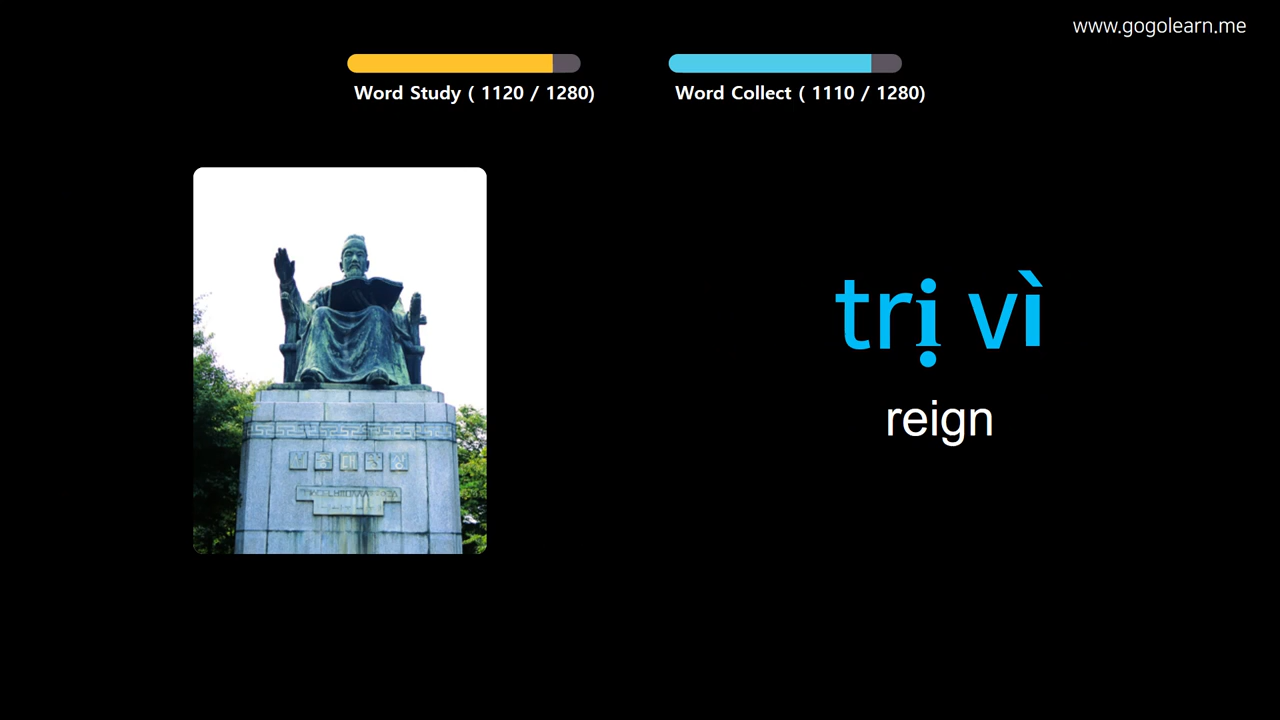 www.gogolearn.me
Word Study ( 1120 / 1280)
Word Collect ( 1110 / 1280)
trị vì
reign